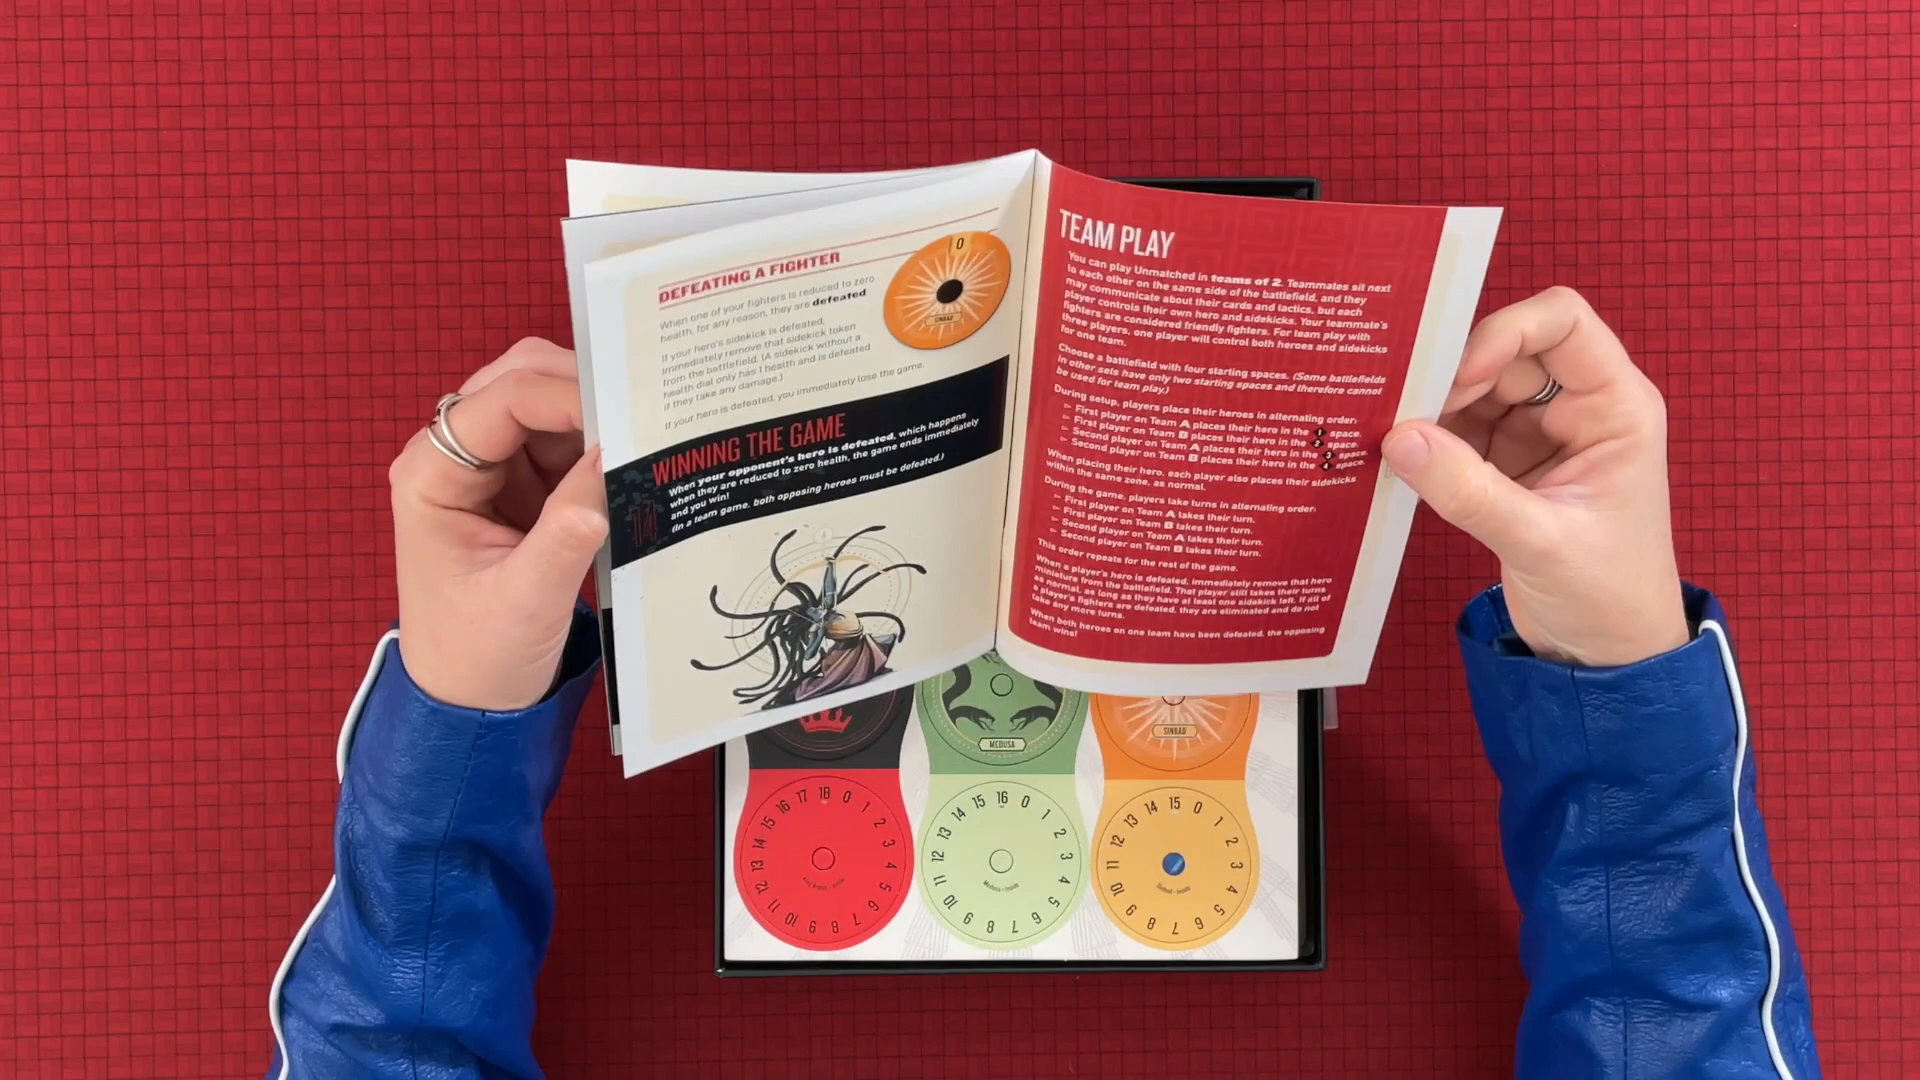 DEFEATING A FIGHTER
When one of your fighters is reduced to zero
health, for any reason, they are defeated.
If your hero's sidekick is defeated,
immediately remove that sidekick token
from the battlefield. (A sidekick without a
health dial only has 1 health and is defeated
if they take any damage.)
If your hero is defeated, you immediately lose the game.
0
SINBAD
WINNING THE GAME
When your opponent's hero is defeated, which happens
when they are reduced to zero health, the game ends immediately
and you win!
(In a team game, both opposing heroes must be defeated.)
14
TEAM PLAY
You can play Unmatched in teams of 2. Teammates sit next
to each other on the same side of the battlefield, and they
may communicate about their cards and tactics, but each
player controls their own hero and sidekicks. Your teammate's
fighters are considered friendly fighters. For team play with
three players, one player will control both heroes and sidekicks
for one team.
Choose a battlefield with four starting spaces. (Some battlefields
in other sets have only two starting spaces and therefore cannot
be used for team play.)
During setup, players place their heroes in alternating order:
First player on Team A places their hero in the 1 space.
First player on Team B places their hero in the 2 space.
Second player on Team A places their hero in the 3 space.
Second player on Team B places their hero in the 4 space.
When placing their hero, each player also places their sidekicks
within the same zone, as normal.
During the game, players take turns in alternating order:
First player on Team A takes their turn.
First player on Team B takes their turn.
Second player on Team A takes their turn.
Second player on Team B takes their turn.
This order repeats for the rest of the game.
When a player's hero is defeated, immediately remove that hero
miniature from the battlefield. That player still takes their turns
as normal, as long as they have at least one sidekick left. If all of
a player's fighters are defeated, they are eliminated and do not
take any more turns.
When both heroes on one team have been defeated, the opposing
team wins!
MEDUSA
SINBAD
0 1 2 3 4 5 6 7 8 9 10 11 12 13 14 15 16 17 18
King Arthur - Inside
0 1 2 3 4 5 6 7 8 9 10 11 12 13 14 15 16
Medusa - Inside
0 1 2 3 4 5 6 7 8 9 10 11 12 13 14 15
Sinbad - Inside